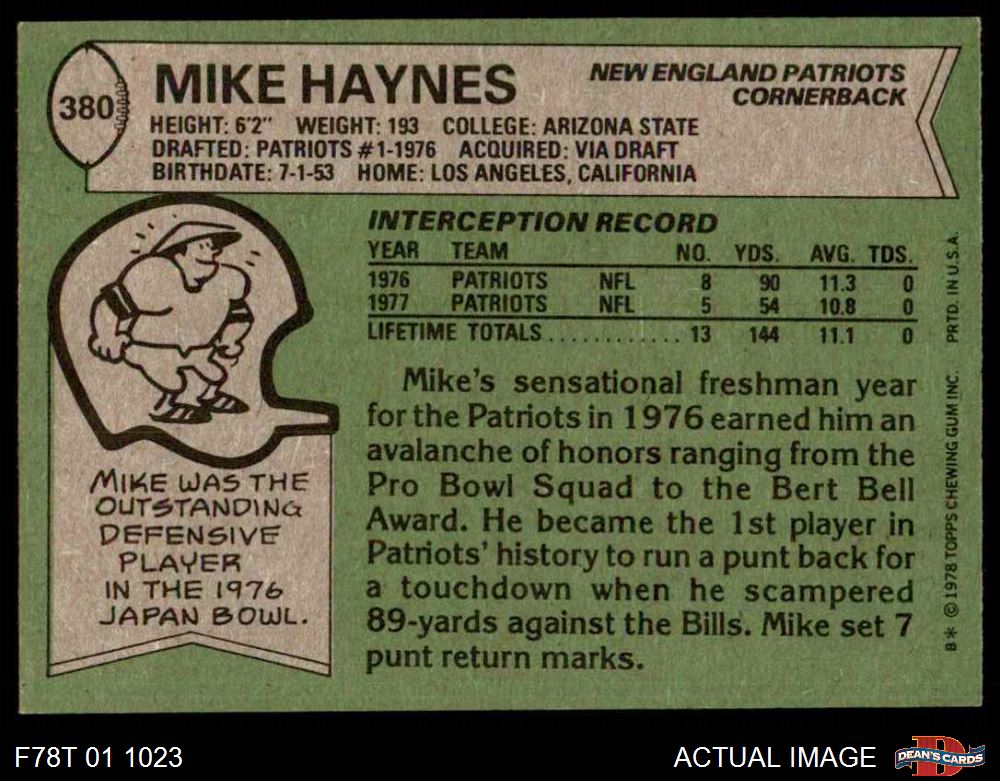 380
MIKE HAYNES
NEW ENGLAND PATRIOTS
CORNERBACK
HEIGHT: 6'2" WEIGHT: 193 COLLEGE: ARIZONA STATE
DRAFTED: PATRIOTS #1-1976 ACQUIRED: VIA DRAFT
BIRTHDATE: 7-1-53 HOME: LOS ANGELES, CALIFORNIA
INTERCEPTION RECORD
YEAR TEAM NO. YDS. AVG. TDS.
1976 PATRIOTS NFL 8 90 11.3 0
1977 PATRIOTS NFL 5 54 10.8 0
LIFETIME TOTALS............ 13 144 11.1 0
Mike's sensational freshman year
for the Patriots in 1976 earned him an
avalanche of honors ranging from the
Pro Bowl Squad to the Bert Bell
Award. He became the 1st player in
Patriots' history to run a punt back for
a touchdown when he scampered
89-yards against the Bills. Mike set 7
punt return marks.
MIKE WAS THE
OUTSTANDING
DEFENSIVE
PLAYER
IN THE 1976
JAPAN BOWL.
B* © 1978 TOPPS CHEWING GUM INC. PRTD. IN U.S.A.
F78T 01 1023
ACTUAL IMAGE
D
DEAN'S CARDS